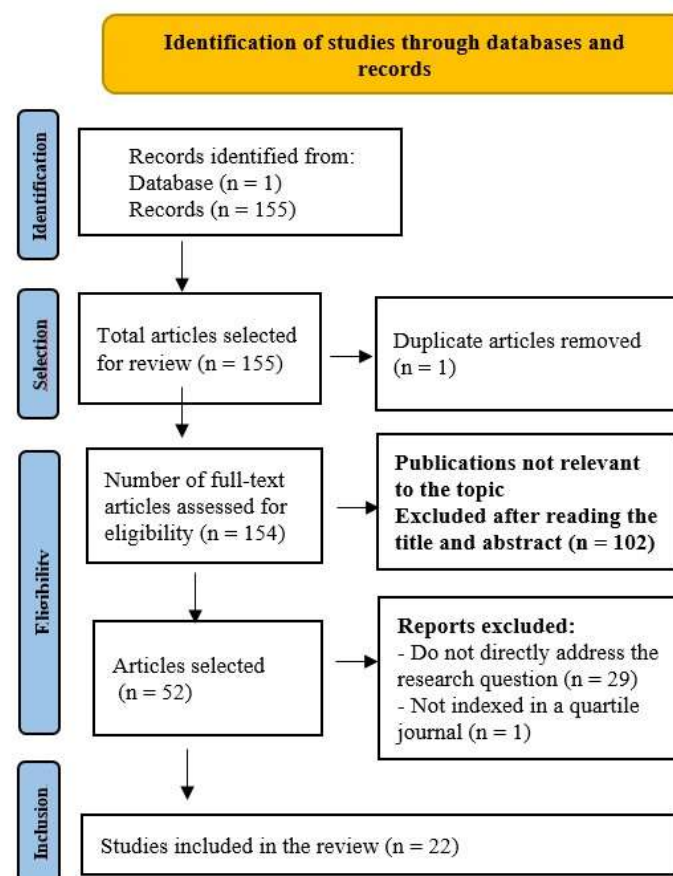 Identification of studies through databases and
records
Identification
Records identified from:
Database (n = 1)
Records (n = 155)
Selection
Total articles selected
for review (n = 155)
Duplicate articles removed
(n = 1)
Eligibility
Number of full-text
articles assessed for
eligibility (n = 154)
Publications not relevant
to the topic
Excluded after reading the
title and abstract (n = 102)
Articles selected
(n = 52)
Reports excluded:
- Do not directly address the
research question (n = 29)
- Not indexed in a quartile
journal (n = 1)
Inclusion
Studies included in the review (n = 22)